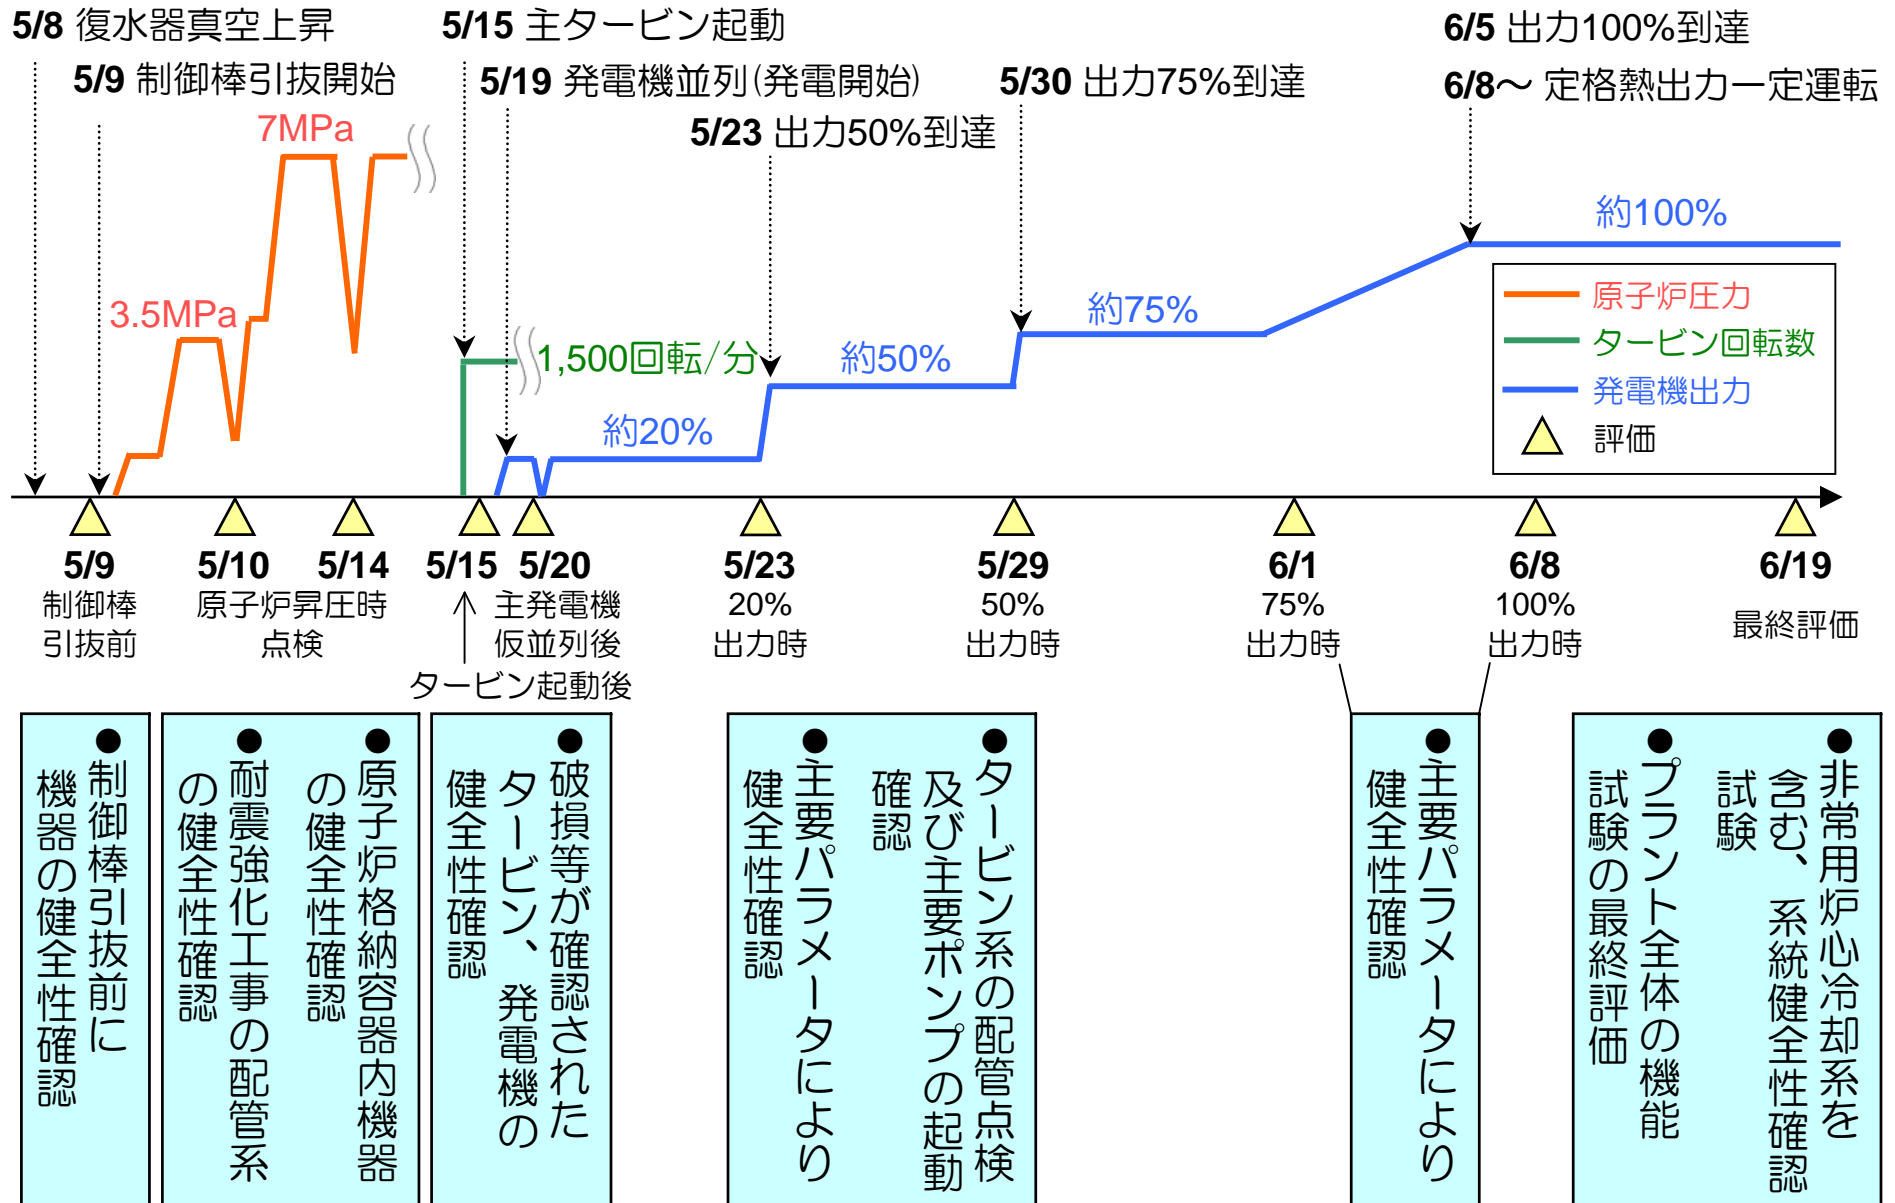 5/8 復水器真空上昇
5/9 制御棒引抜開始
5/15 主タービン起動
5/19 発電機並列(発電開始)
5/23 出力50%到達
5/30 出力75%到達
6/5 出力100%到達
6/8～ 定格熱出力一定運転
7MPa
3.5MPa
1,500回転/分
約20%
約50%
約75%
約100%
原子炉圧力
タービン回転数
発電機出力
評価
5/9
制御棒
引抜前
5/10
5/14
原子炉昇圧時
点検
5/15
タービン起動後
5/20
主発電機
仮並列後
5/23
20%
出力時
5/29
50%
出力時
6/1
75%
出力時
6/8
100%
出力時
6/19
最終評価
●制御棒引抜前に
機器の健全性確認
●原子炉格納容器内機器
の健全性確認
●耐震強化工事の配管系
の健全性確認
●破損等が確認された
タービン、発電機の
健全性確認
●タービン系の配管点検
及び主要ポンプの起動
確認
●主要パラメータにより
健全性確認
●主要パラメータにより
健全性確認
●非常用炉心冷却系を
含む、系統健全性確認
試験
●プラント全体の機能
試験の最終評価